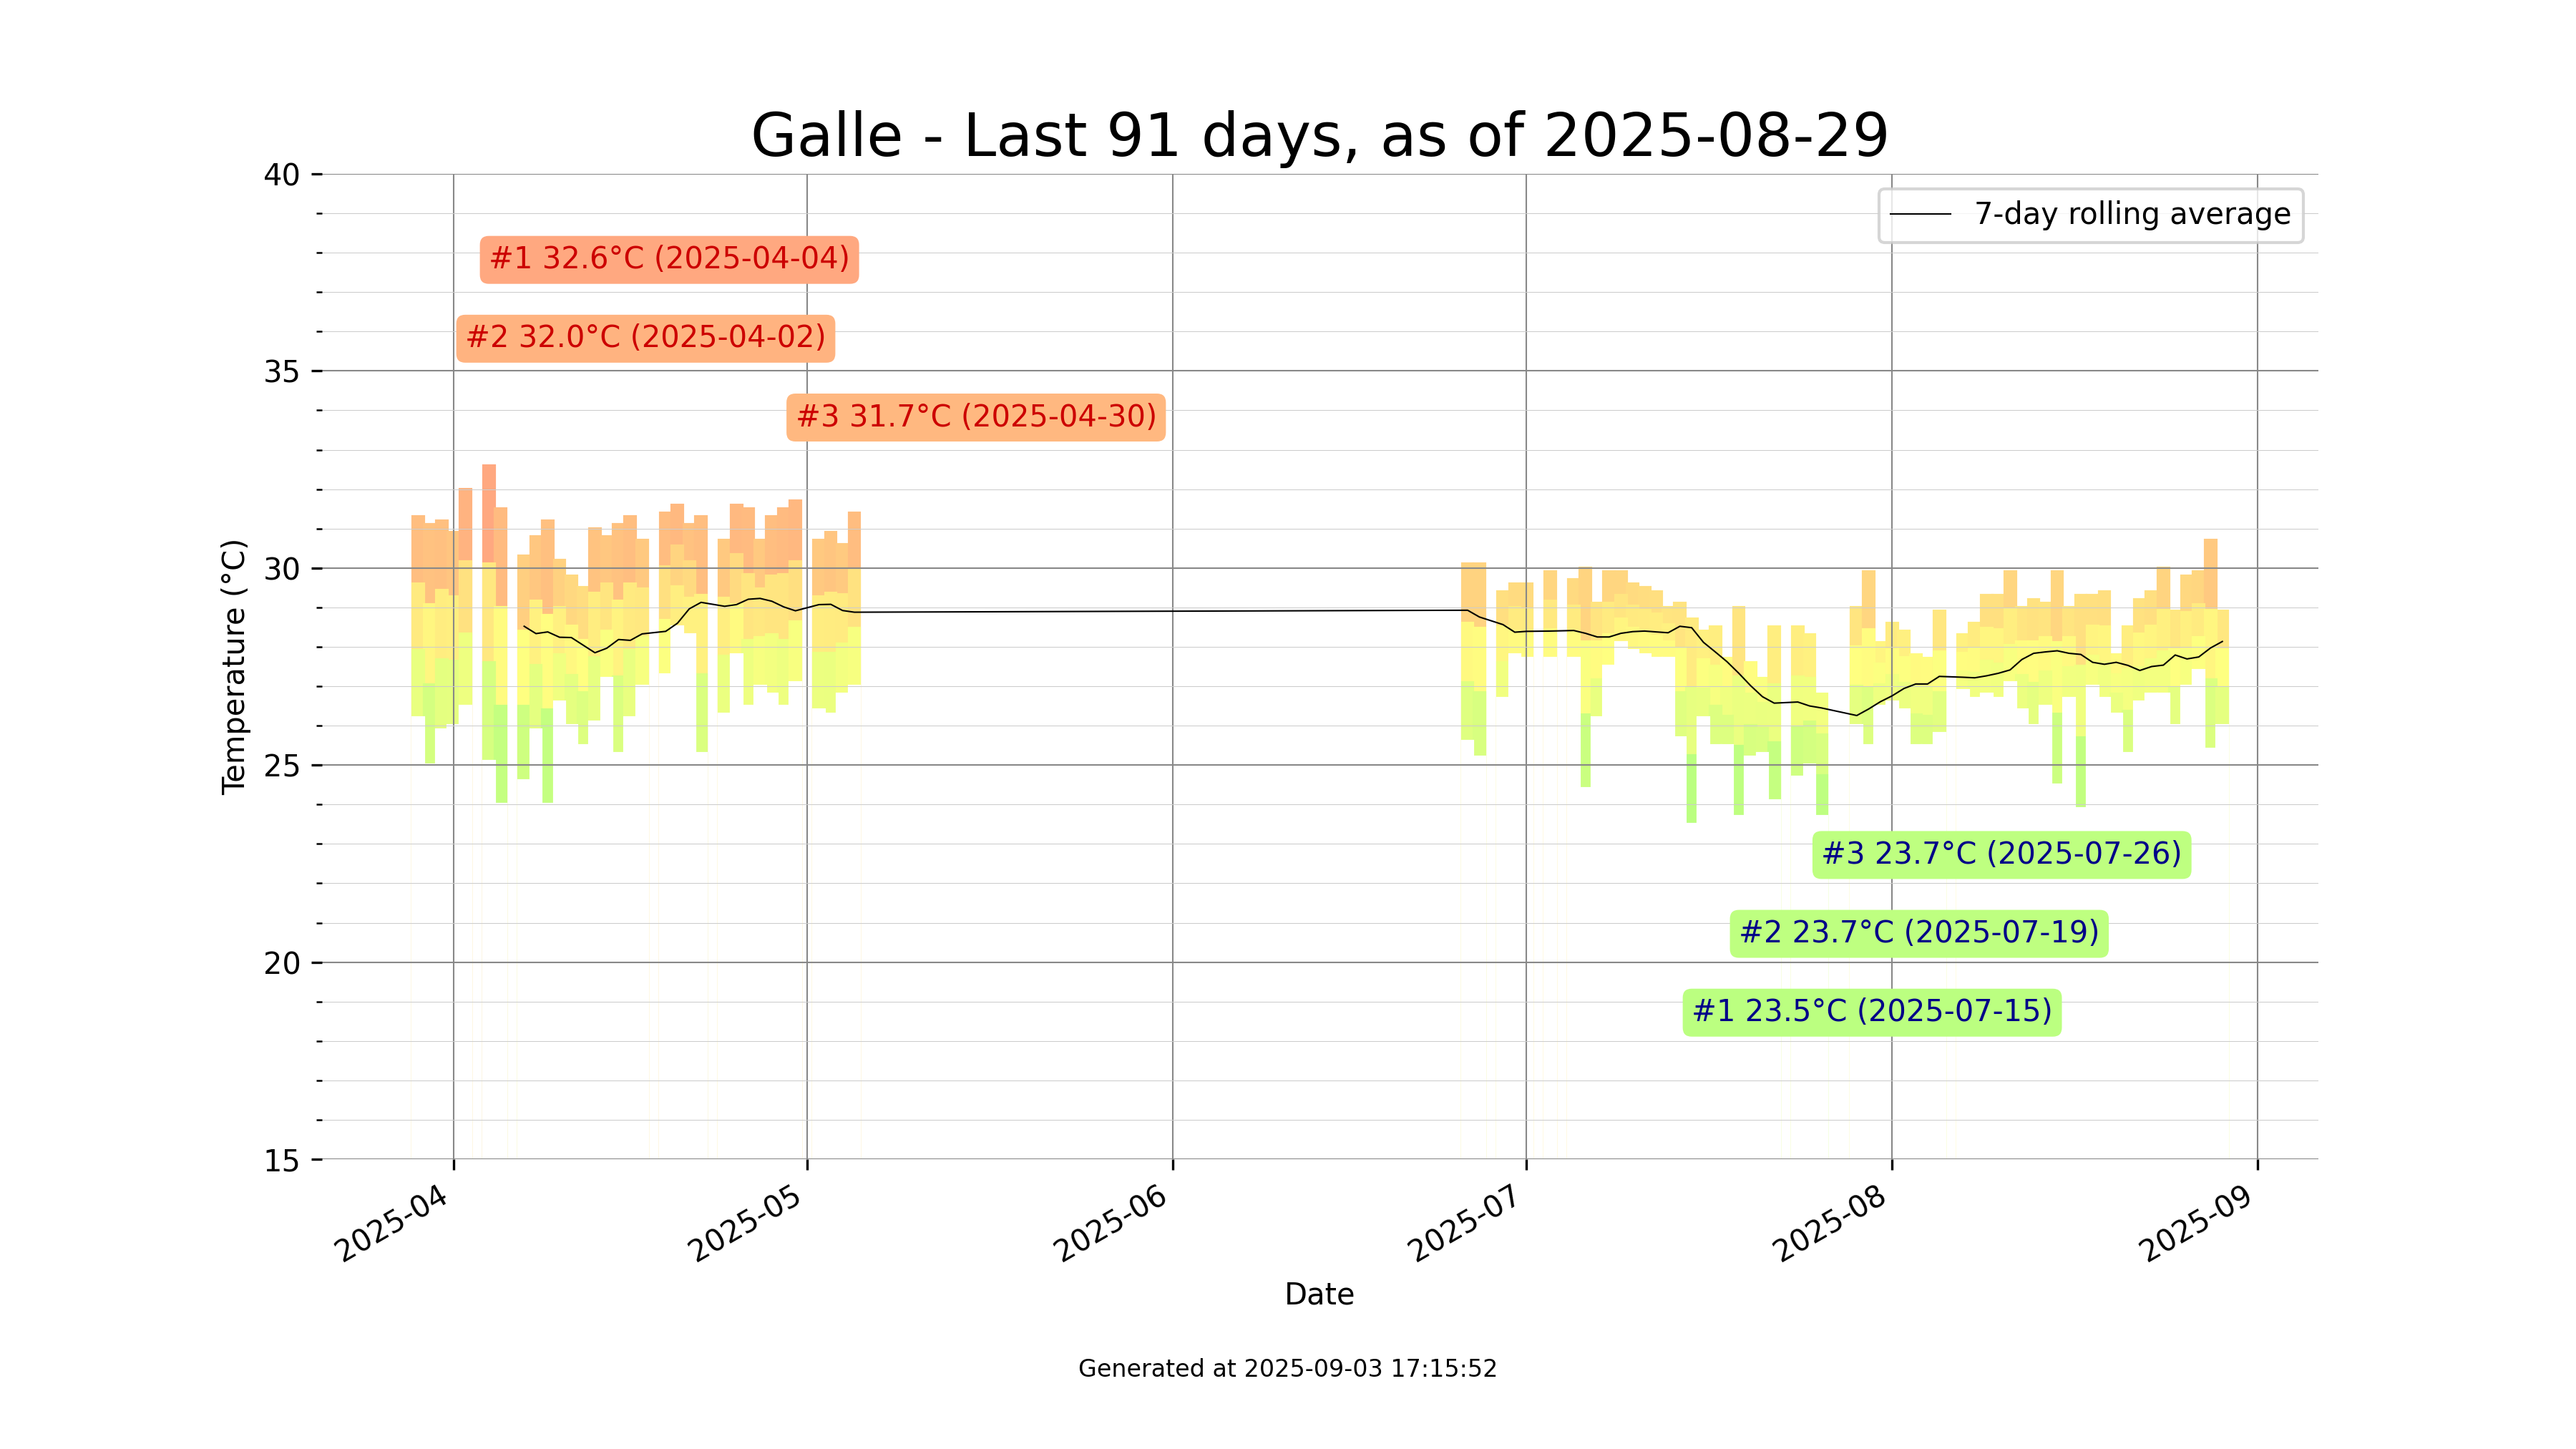 Galle - Last 91 days, as of 2025-08-29
40
35
30
25
20
15
Temperature (°C)
7-day rolling average
#1 32.6°C (2025-04-04)
#2 32.0°C (2025-04-02)
#3 31.7°C (2025-04-30)
#3 23.7°C (2025-07-26)
#2 23.7°C (2025-07-19)
#1 23.5°C (2025-07-15)
2025-04
2025-05
2025-06
2025-07
2025-08
2025-09
Date
Generated at 2025-09-03 17:15:52